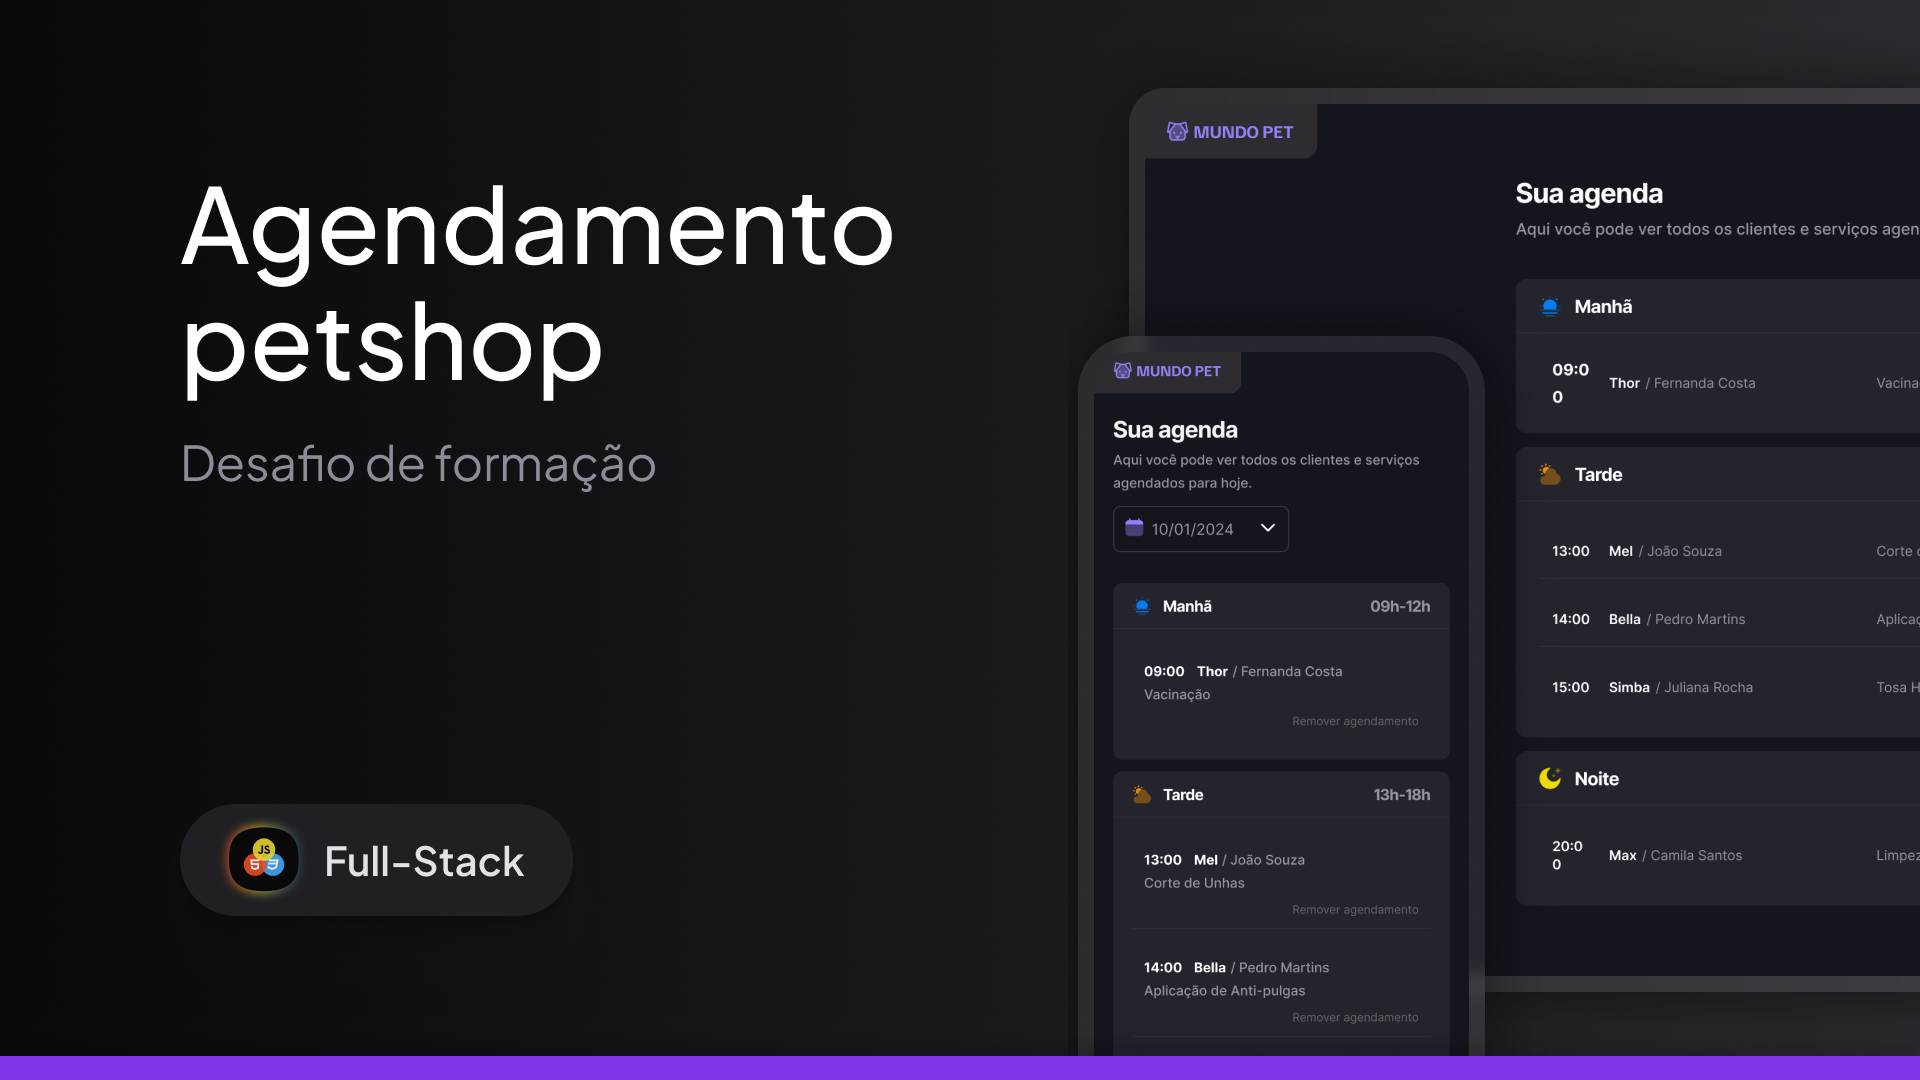 Agendamento
petshop
Desafio de formação
JS
5 3
Full-Stack
MUNDO PET
Sua agenda
Aqui você pode ver todos os clientes e serviços agen
Manhã
09:0
0
Thor / Fernanda Costa
Vacina
Tarde
13:00 Mel / João Souza Corte
14:00 Bella / Pedro Martins Aplicaç
15:00 Simba / Juliana Rocha Tosa H
Noite
20:0
0
Max / Camila Santos
Limpez
MUNDO PET
Sua agenda
Aqui você pode ver todos os clientes e serviços
agendados para hoje.
10/01/2024
Manhã 09h-12h
09:00 Thor / Fernanda Costa
Vacinação
Remover agendamento
Tarde 13h-18h
13:00 Mel / João Souza
Corte de Unhas
Remover agendamento
14:00 Bella / Pedro Martins
Aplicação de Anti-pulgas
Remover agendamento